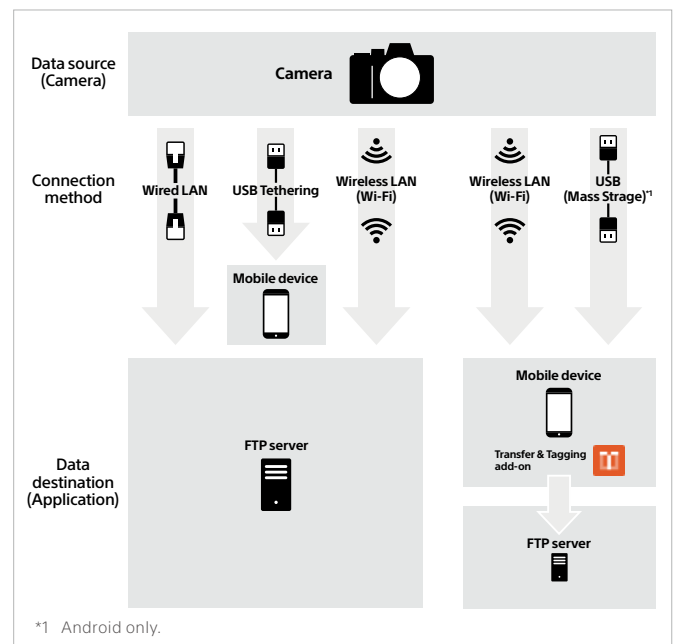 Data source
(Camera)
Camera
Connection
method
Wired LAN
USB Tethering
Wireless LAN
(Wi-Fi)
Wireless LAN
(Wi-Fi)
USB
(Mass Strage)*1
Mobile device
Data
destination
(Application)
FTP server
Mobile device
Transfer & Tagging
add-on
FTP server
*1 Android only.